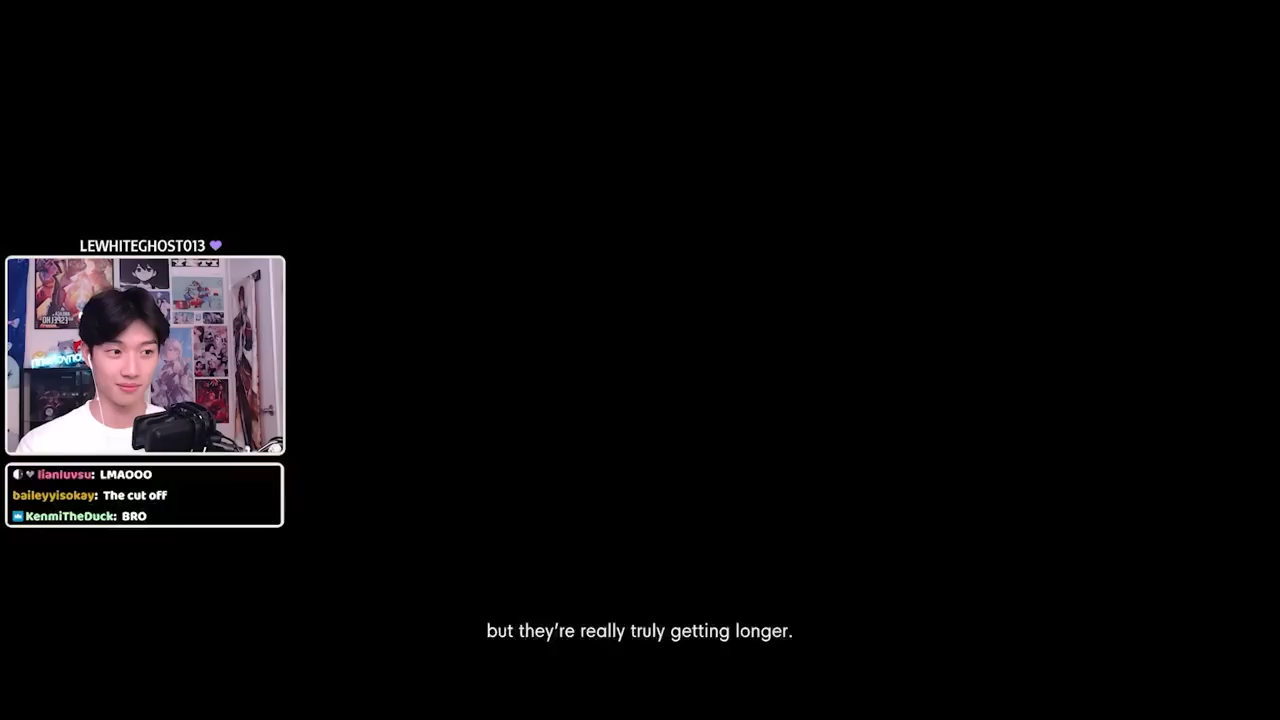 LEWHITEGHOST013 💜
lianluvsu: LMAOOO
baileyyisokay: The cut off
KenmiTheDuck: BRO
but they're really truly getting longer.